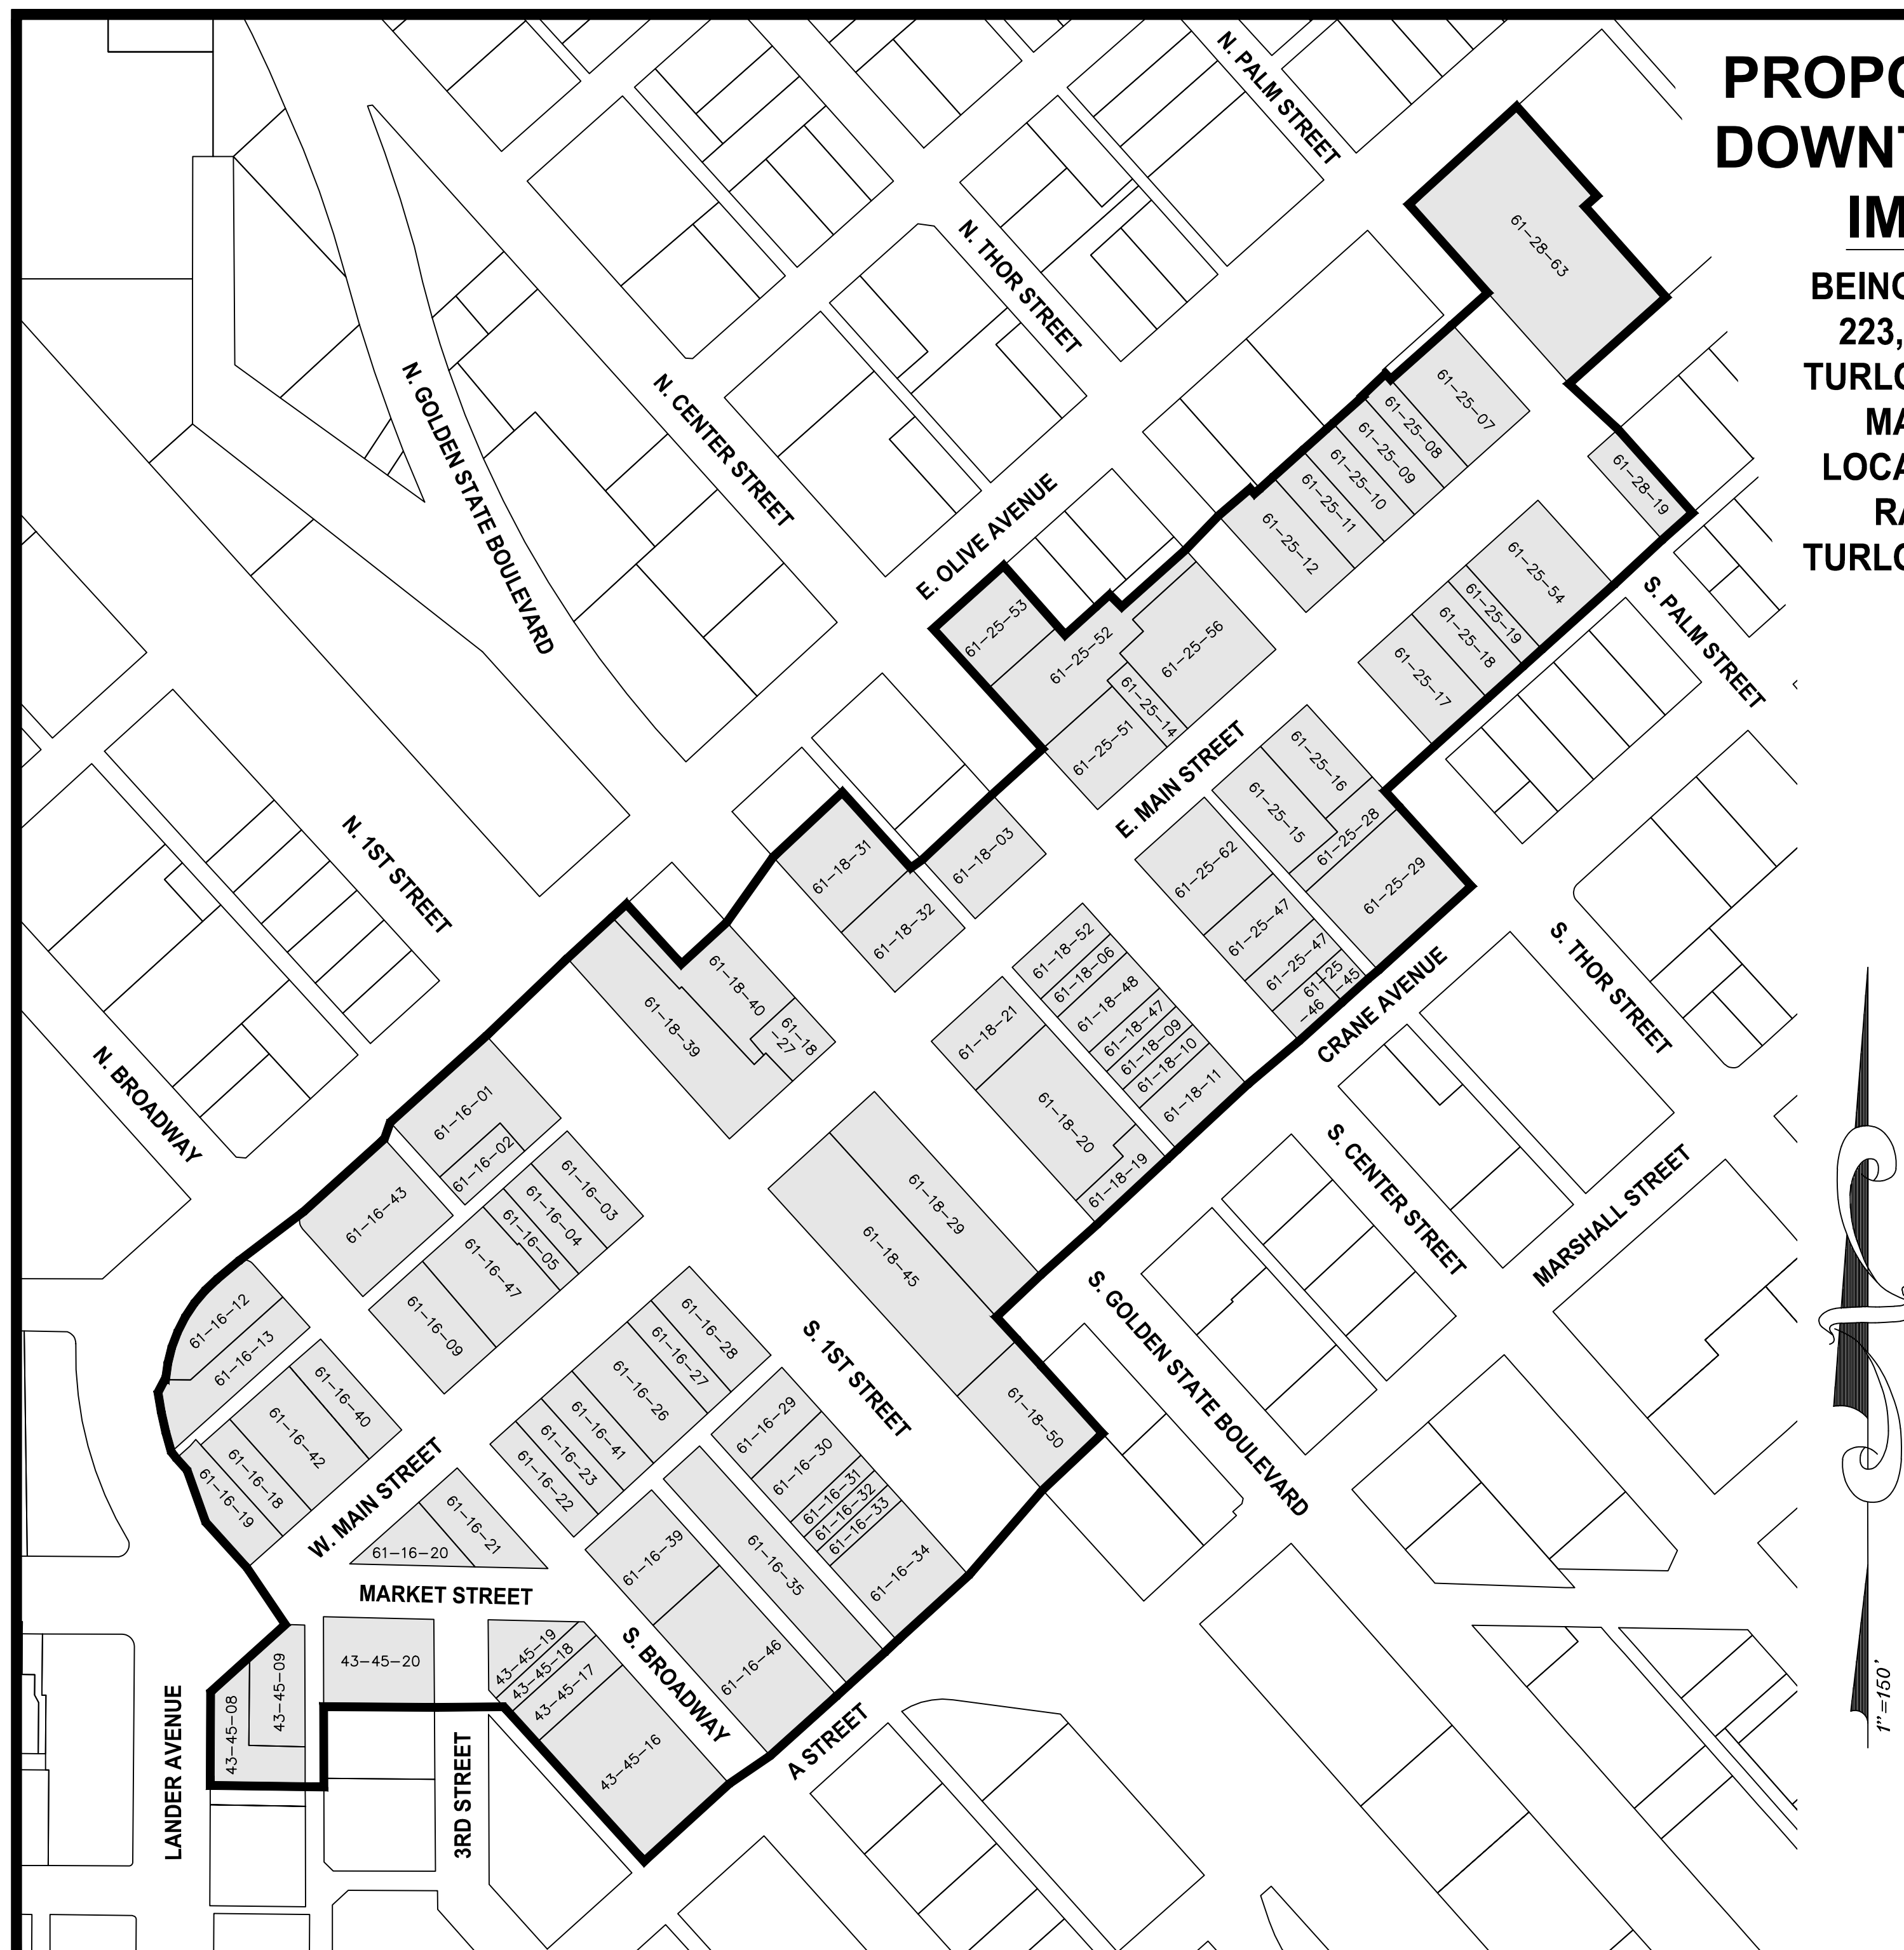 PROPO
DOWNT
IM
BEING
223,
TURLO
MA
LOCA
RA
TURLO
N. PALM STREET
61-28-63
N. THOR STREET
N. GOLDEN STATE BOULEVARD
N. CENTER STREET
E. OLIVE AVENUE
61-25-07
61-25-08
61-25-09
61-25-10
61-25-11
61-25-12
61-28-19
61-25-53
61-25-52
61-25-56
61-25-14
61-25-51
61-25-54
61-25-19
61-25-18
61-25-17
S. PALM STREET
E. MAIN STREET
61-25-16
61-25-15
61-25-28
61-25-29
61-25-62
61-25-47
61-25-47
61-25
-45
-46
CRANE AVENUE
S. THOR STREET
N. 1ST STREET
N. BROADWAY
61-18-31
61-18-32
61-18-03
61-18-40
61-18-39
61-18
-27
61-18-52
61-18-06
61-18-48
61-18-47
61-18-09
61-18-10
61-18-11
61-18-21
61-18-20
61-18-19
S. CENTER STREET
MARSHALL STREET
61-16-01
61-16-02
61-16-43
61-16-03
61-16-04
61-16-05
61-16-47
61-16-09
61-18-29
61-18-45
61-18-50
S. GOLDEN STATE BOULEVARD
61-16-12
61-16-13
61-16-40
61-16-42
61-16-18
61-16-19
61-16-28
61-16-27
61-16-26
61-16-41
61-16-23
61-16-22
S. 1ST STREET
W. MAIN STREET
61-16-21
61-16-20
MARKET STREET
61-16-29
61-16-30
61-16-31
61-16-32
61-16-33
61-16-34
61-16-35
61-16-39
61-16-46
S. BROADWAY
43-45-19
43-45-18
43-45-17
43-45-16
43-45-20
43-45-09
43-45-08
LANDER AVENUE
3RD STREET
A STREET
1"=150'